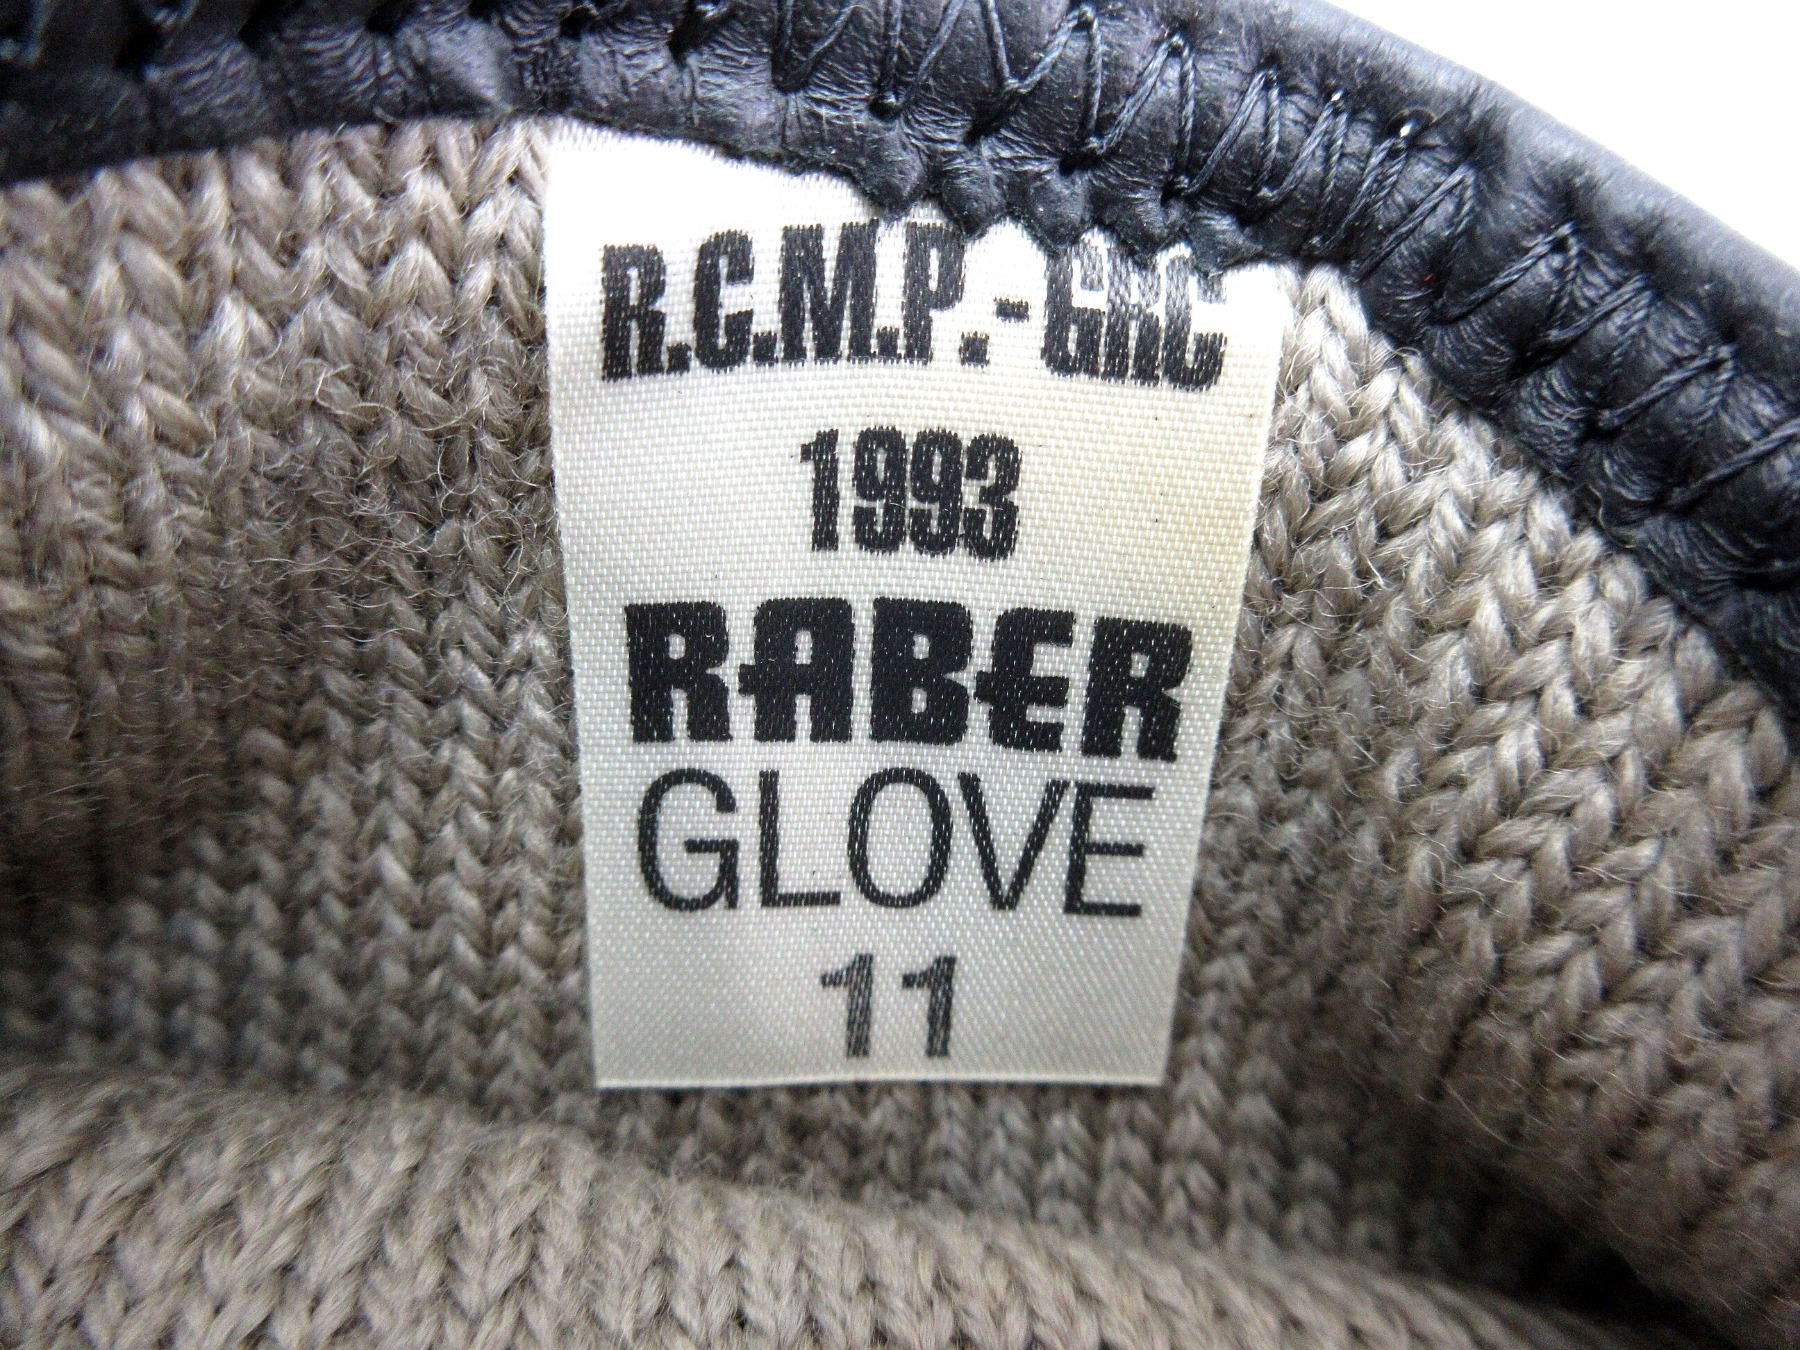 R.C.M.P.-GRC
1993
RABER
GLOVE
11